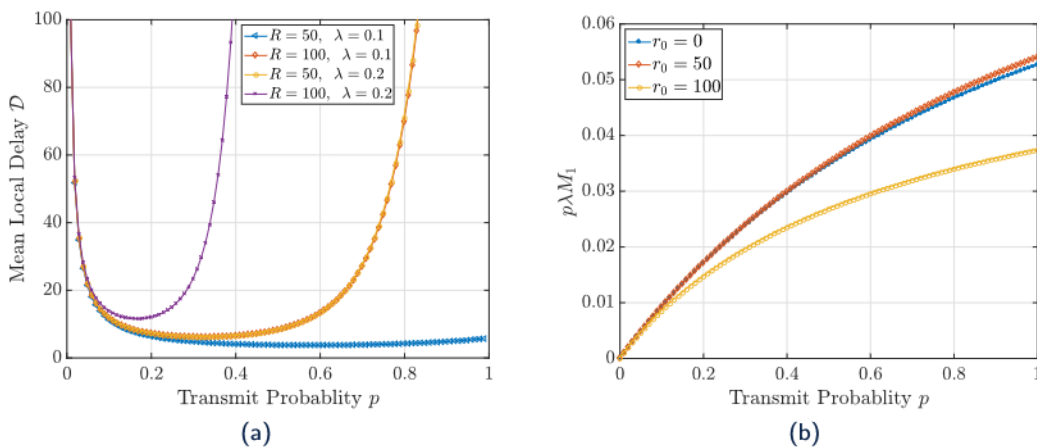 100
80
60
40
20
0
Mean Local Delay 𝒟
R = 50, λ = 0.1
R = 100, λ = 0.1
R = 50, λ = 0.2
R = 100, λ = 0.2
0 0.2 0.4 0.6 0.8 1
Transmit Probablity p
(a)
0.06
0.05
0.04
0.03
0.02
0.01
0
pλM₁
r₀ = 0
r₀ = 50
r₀ = 100
0 0.2 0.4 0.6 0.8 1
Transmit Probablity p
(b)